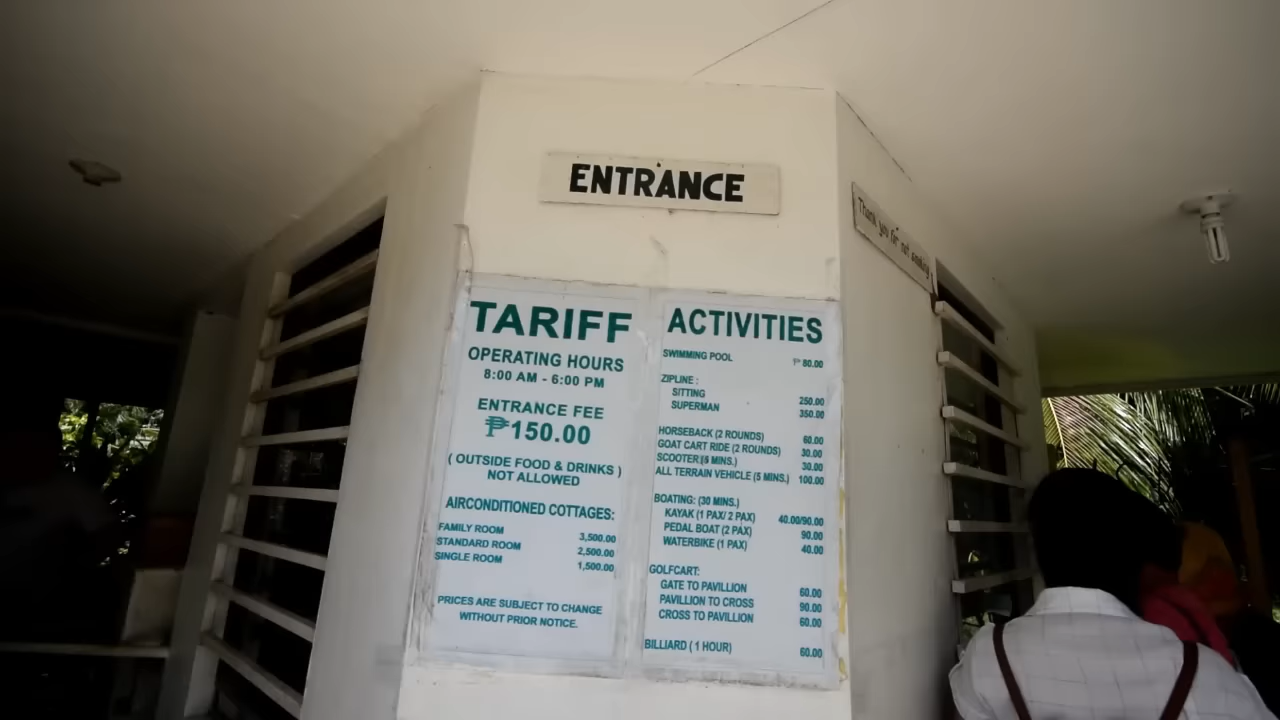 ENTRANCE
Thank you for not smoking
TARIFF
OPERATING HOURS
8:00 AM - 6:00 PM
ENTRANCE FEE
₱150.00
( OUTSIDE FOOD & DRINKS )
NOT ALLOWED
AIRCONDITIONED COTTAGES:
FAMILY ROOM 3,500.00
STANDARD ROOM 2,500.00
SINGLE ROOM 1,500.00
PRICES ARE SUBJECT TO CHANGE
WITHOUT PRIOR NOTICE.
ACTIVITIES
SWIMMING POOL ₱ 80.00
ZIPLINE :
SITTING 250.00
SUPERMAN 350.00
HORSEBACK (2 ROUNDS) 60.00
GOAT CART RIDE (2 ROUNDS) 30.00
SCOOTER:(5 MINS.) 30.00
ALL TERRAIN VEHICLE (5 MINS.) 100.00
BOATING: (30 MINS.)
KAYAK (1 PAX/ 2 PAX) 40.00/90.00
PEDAL BOAT (2 PAX) 90.00
WATERBIKE (1 PAX) 40.00
GOLFCART:
GATE TO PAVILLION 60.00
PAVILLION TO CROSS 90.00
CROSS TO PAVILLION 60.00
BILLIARD ( 1 HOUR) 60.00